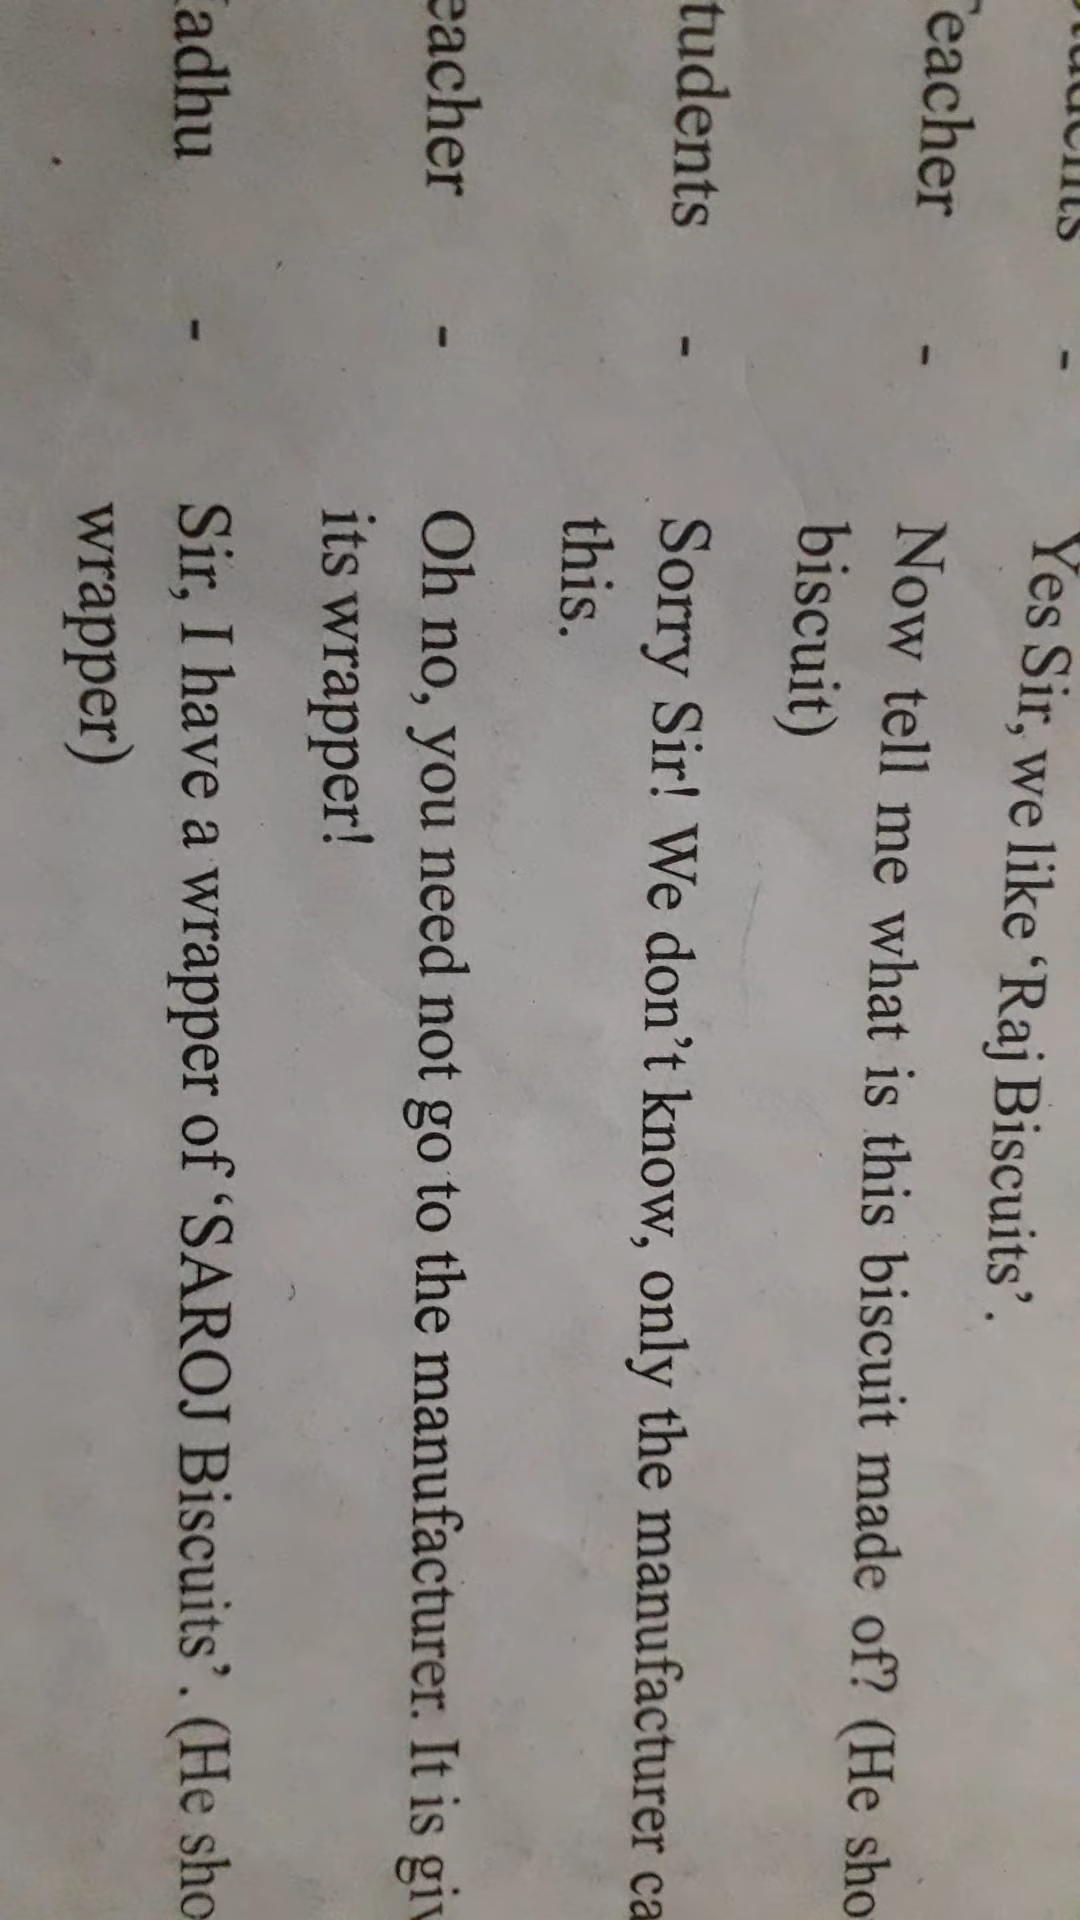 Students - Yes Sir, we like ‘Raj Biscuits’.
Teacher - Now tell me what is this biscuit made of? (He sho
biscuit)
tudents - Sorry Sir! We don’t know, only the manufacturer ca
this.
eacher - Oh no, you need not go to the manufacturer. It is giv
its wrapper!
adhu - Sir, I have a wrapper of ‘SAROJ Biscuits’. (He sho
wrapper)